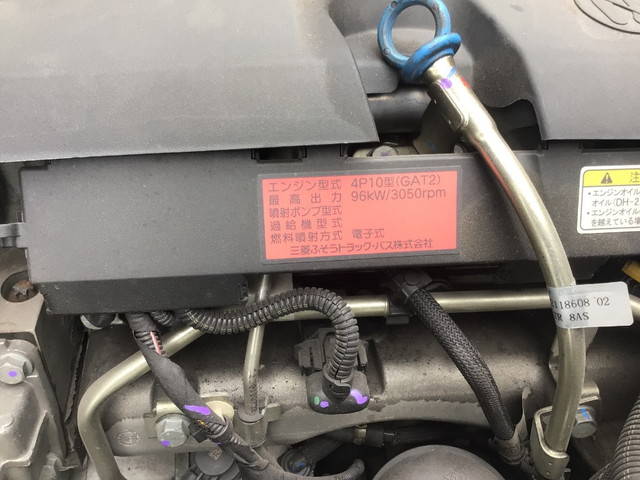 エンジン型式 4P10型(GAT2)
最高出力 96kW/3050rpm
噴射ポンプ型式
過給機型式
燃料噴射方式 電子式
三菱ふそうトラック・バス株式会社
注
・エンジンオイル
オイル(DH-2
・エンジンオイ
を超えている場
18608 '02
8AS